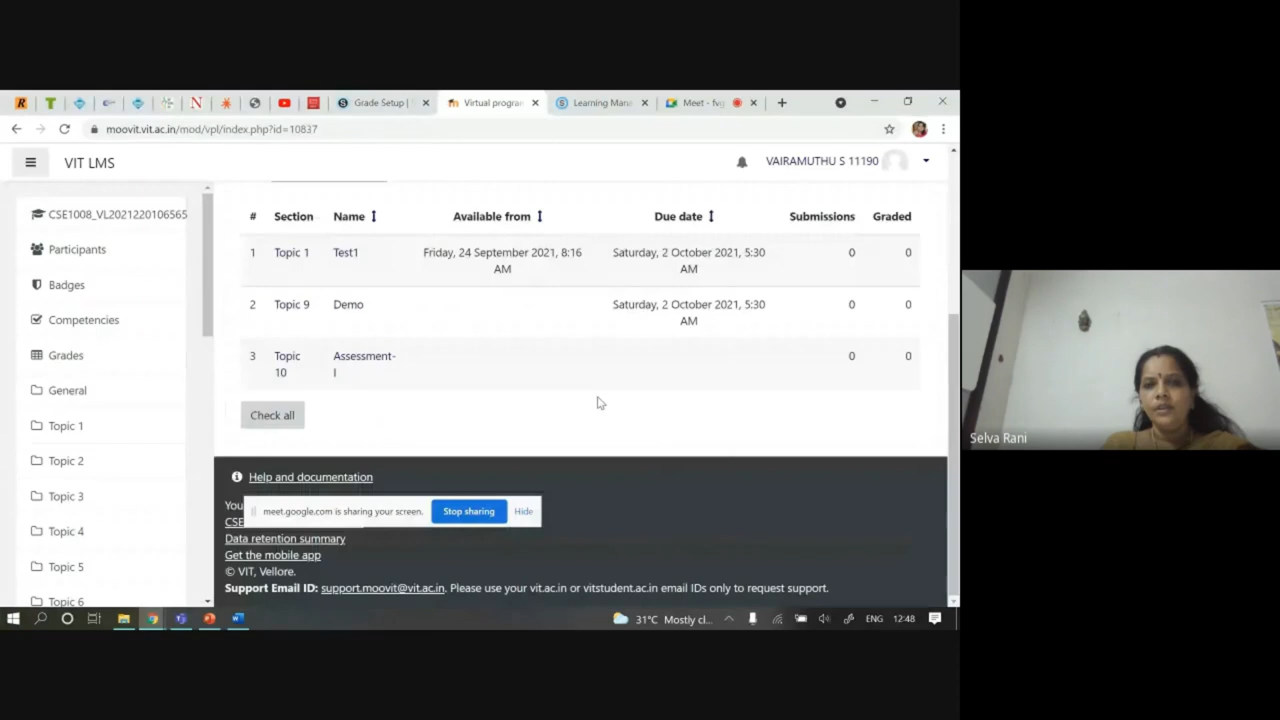 Grade Setup |
Virtual progran
Learning Mana
Meet - fvg
moovit.vit.ac.in/mod/vpl/index.php?id=10837
VIT LMS
VAIRAMUTHU S 11190
CSE1008_VL2021220106565
Participants
Badges
Competencies
Grades
General
Topic 1
Topic 2
Topic 3
Topic 4
Topic 5
Topic 6
# Section Name Available from Due date Submissions Graded
1 Topic 1 Test1 Friday, 24 September 2021, 8:16 Saturday, 2 October 2021, 5:30 0 0
AM AM
2 Topic 9 Demo Saturday, 2 October 2021, 5:30 0 0
AM
3 Topic Assessment- 0 0
10 I
Check all
Help and documentation
You
meet.google.com is sharing your screen. Stop sharing Hide
CSE
Data retention summary
Get the mobile app
© VIT, Vellore.
Support Email ID: support.moovit@vit.ac.in. Please use your vit.ac.in or vitstudent.ac.in email IDs only to request support.
31°C Mostly cl... ENG 12:48
Selva Rani